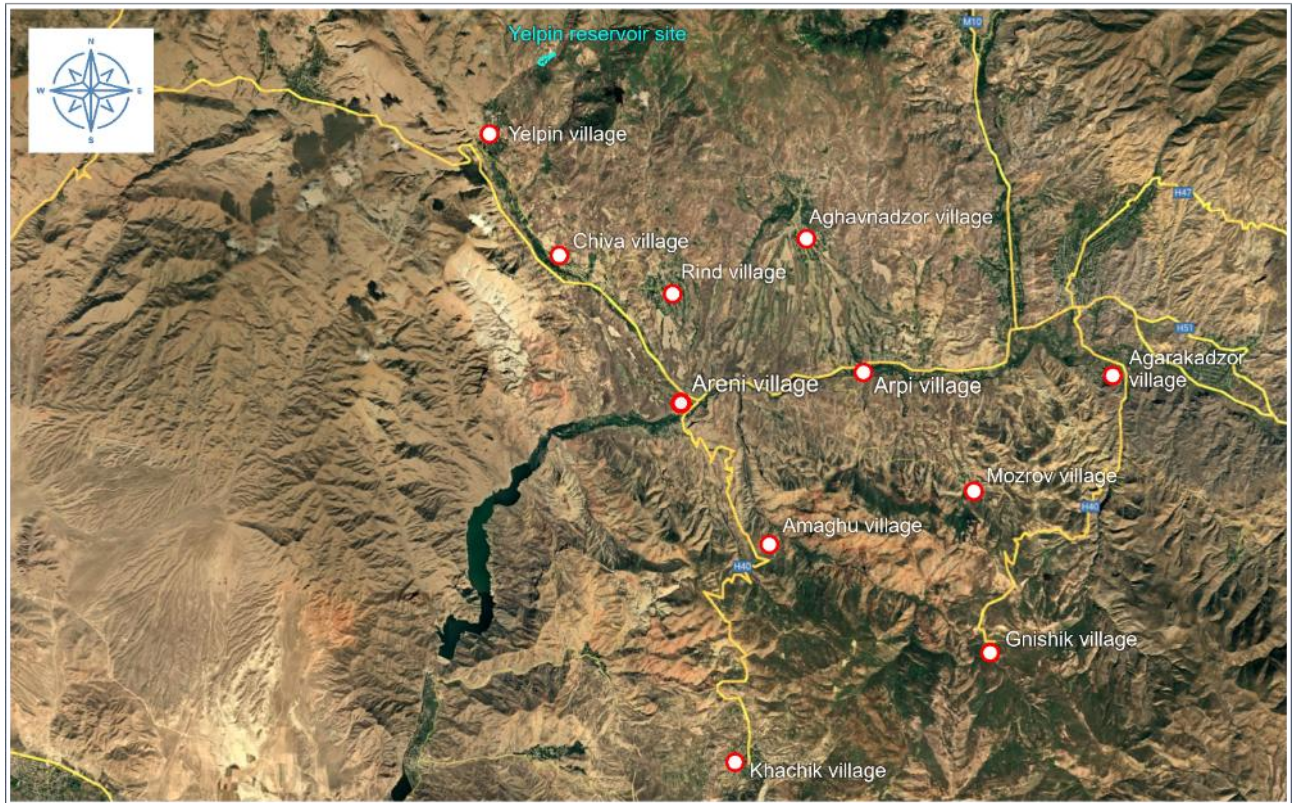 M10
Yelpin reservoir site
N
W
E
S
Yelpin village
H47
Aghavnadzor village
Chiva village
Rind village
H51
Agarakadzor
village
Areni village
Arpi village
Mozrov village
H40
Amaghu village
H40
Gnishik village
Khachik village